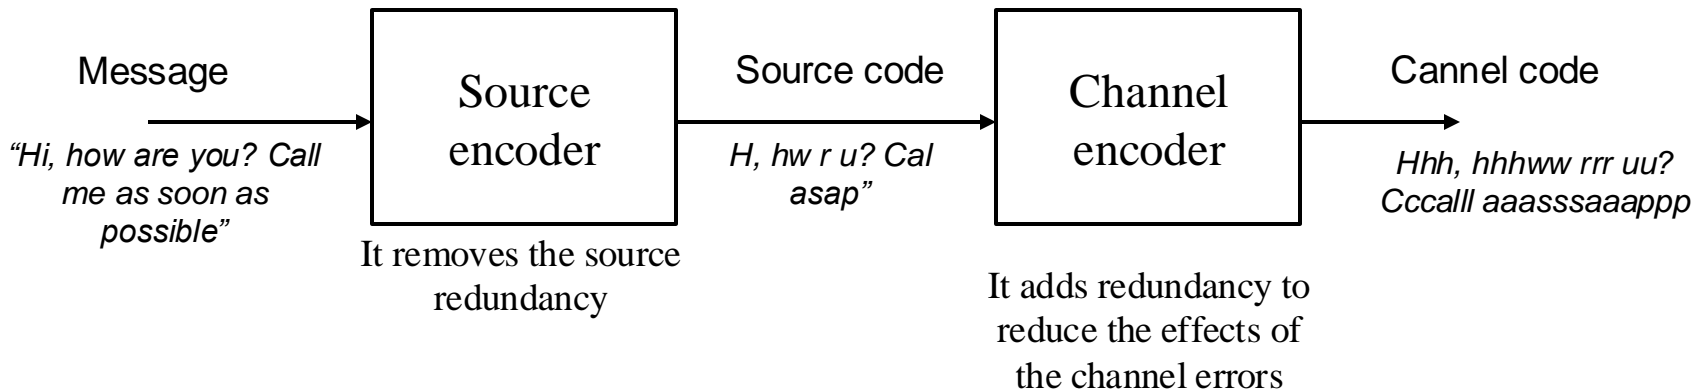 Message
“Hi, how are you? Call
me as soon as
possible”
Source
encoder
It removes the source
redundancy
Source code
H, hw r u? Cal
asap”
Channel
encoder
It adds redundancy to
reduce the effects of
the channel errors
Cannel code
Hhh, hhhww rrr uu?
Cccalll aaasssaaappp